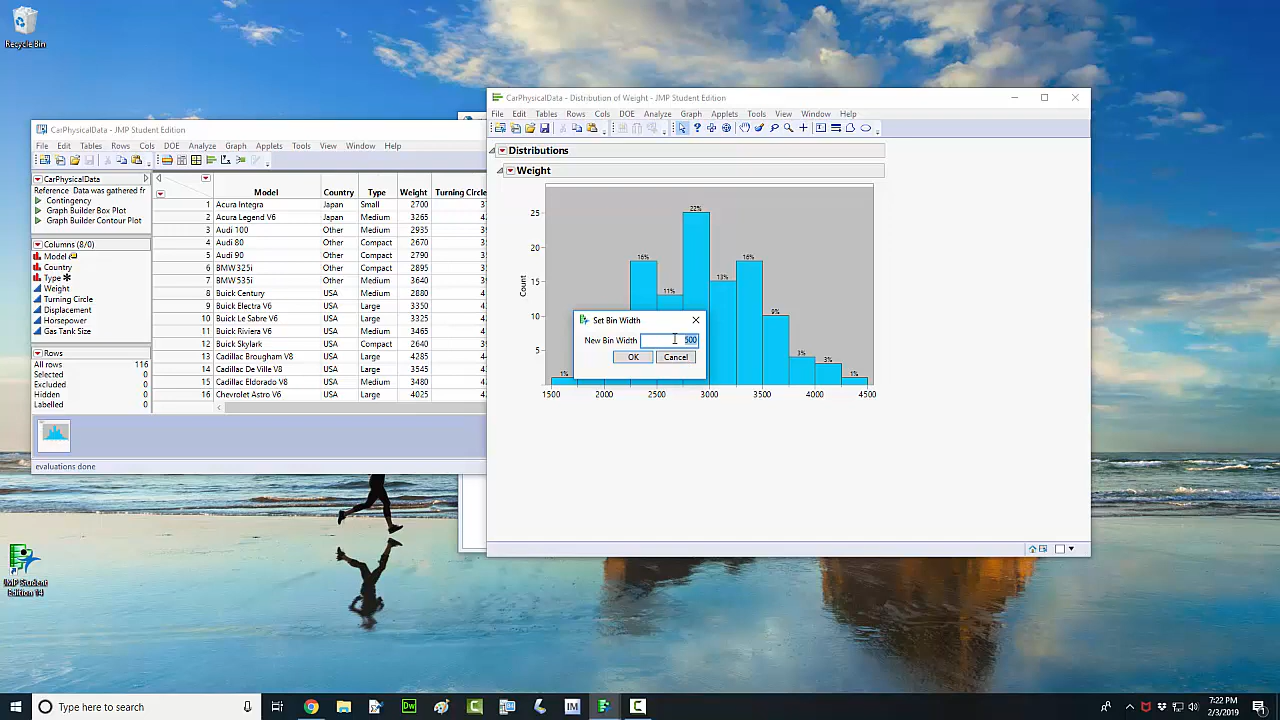 Recycle Bin
CarPhysicalData - Distribution of Weight - JMP Student Edition
File Edit Tables Rows Cols DOE Analyze Graph Applets Tools View Window Help
Distributions
Weight
Count
25
20
15
10
5
1%
16%
11%
22%
13%
16%
9%
3%
3%
1%
1500 2000 2500 3000 3500 4000 4500
Set Bin Width
New Bin Width 500
OK Cancel
CarPhysicalData - JMP Student Edition
File Edit Tables Rows Cols DOE Analyze Graph Applets Tools View Window Help
CarPhysicalData
Reference Data was gathered fr
Contingency
Graph Builder Box Plot
Graph Builder Contour Plot
Columns (8/0)
Model
Country
Type
Weight
Turning Circle
Displacement
Horsepower
Gas Tank Size
Rows
All rows 116
Selected 0
Excluded 0
Hidden 0
Labelled 0
Model Country Type Weight Turning Circle
1 Acura Integra Japan Small 2700
2 Acura Legend V6 Japan Medium 3265
3 Audi 100 Other Medium 2935
4 Audi 80 Other Compact 2670
5 Audi 90 Other Compact 2790
6 BMW 325i Other Compact 2895
7 BMW 535i Other Medium 3640
8 Buick Century USA Medium 2880
9 Buick Electra V6 USA Large 3350
10 Buick Le Sabre V6 USA Large 3325
11 Buick Riviera V6 USA Medium 3465
12 Buick Skylark USA Compact 2640
13 Cadillac Brougham V8 USA Large 4285
14 Cadillac De Ville V8 USA Large 3545
15 Cadillac Eldorado V8 USA Medium 3480
16 Chevrolet Astro V6 USA Large 4025
evaluations done
JMP Student
Edition 14
Type here to search
Dw
IM
7:22 PM
2/3/2019